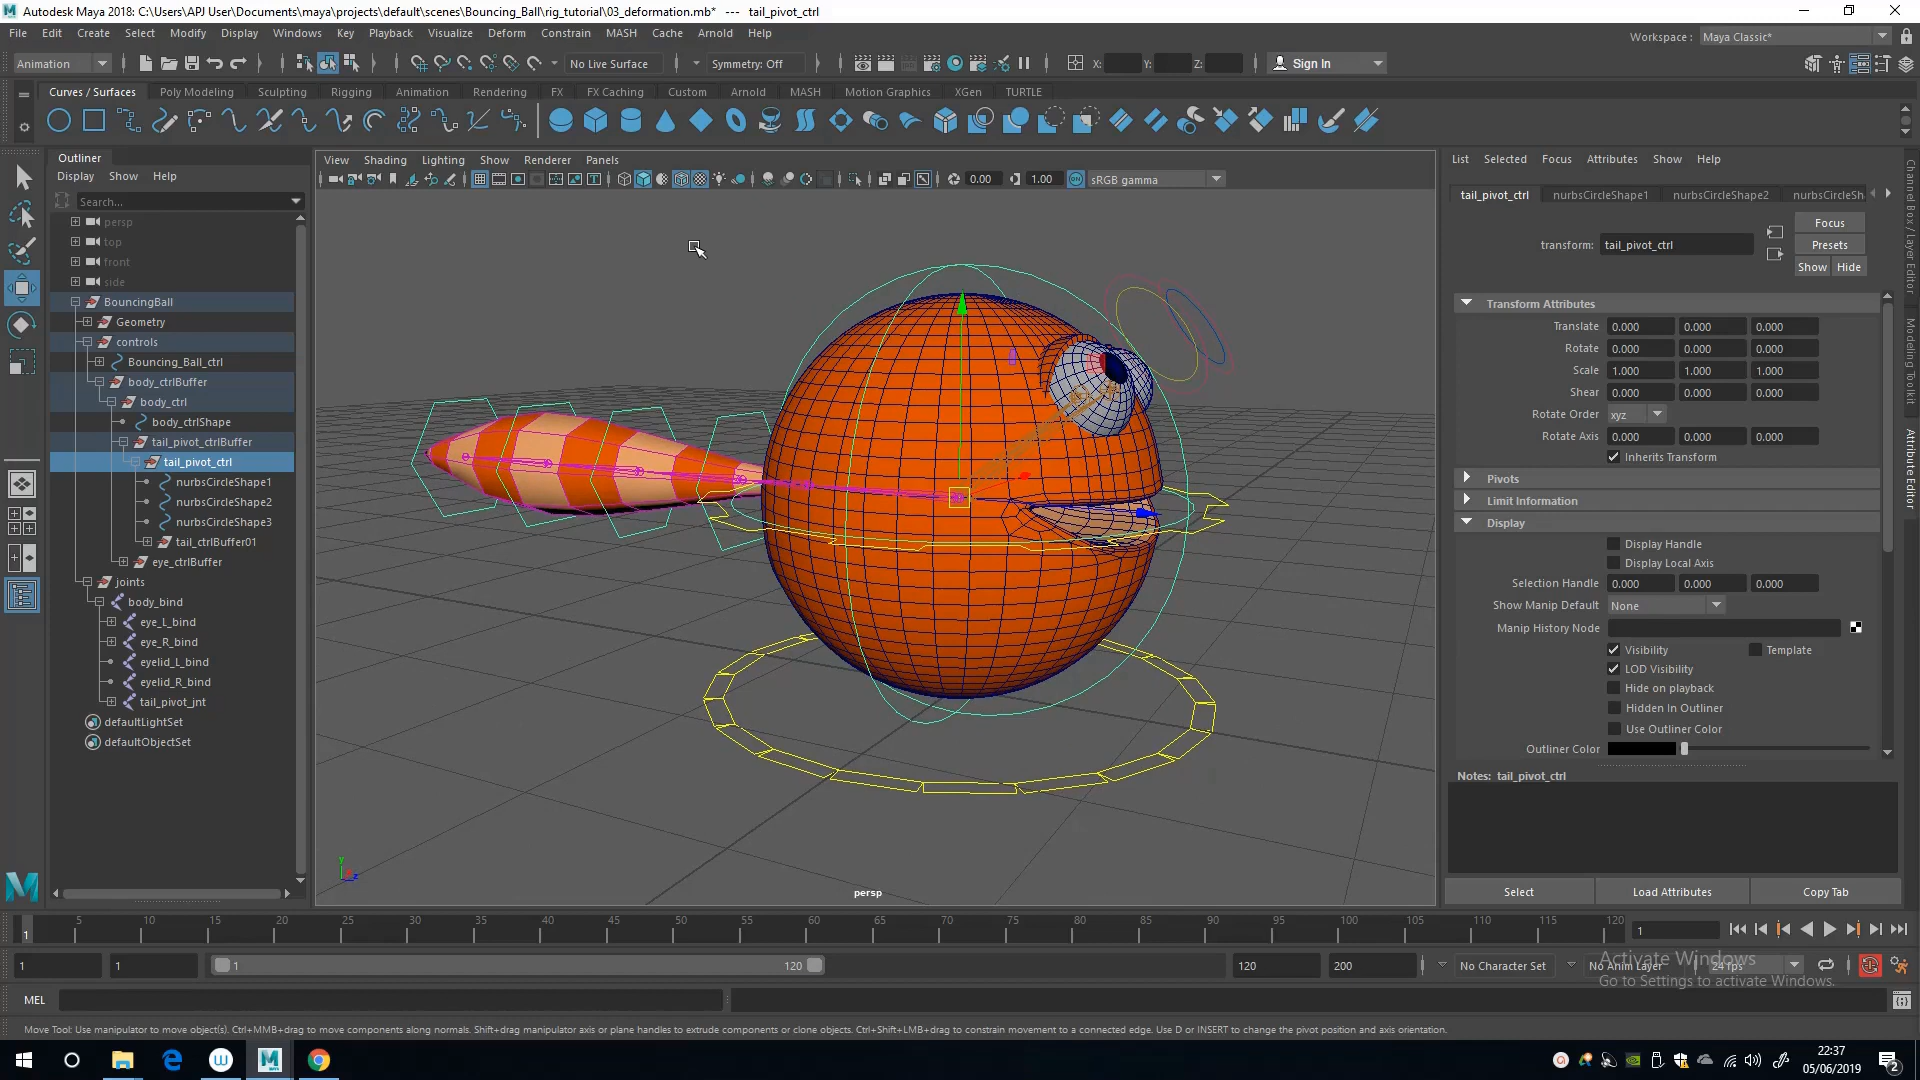 Autodesk Maya 2018: C:\Users\APJ User\Documents\maya\projects\default\scenes\Bouncing_Ball\rig_tutorial\03_deformation.mb* --- tail_pivot_ctrl
File Edit Create Select Modify Display Windows Key Playback Visualize Deform Constrain MASH Cache Arnold Help
Workspace : Maya Classic*
Animation No Live Surface Symmetry: Off X: Y: Z: Sign In
Curves / Surfaces Poly Modeling Sculpting Rigging Animation Rendering FX FX Caching Custom Arnold MASH Motion Graphics XGen TURTLE
Outliner
Display Show Help
Search...
persp
top
front
side
BouncingBall
Geometry
controls
Bouncing_Ball_ctrl
body_ctrlBuffer
body_ctrl
body_ctrlShape
tail_pivot_ctrlBuffer
tail_pivot_ctrl
nurbsCircleShape1
nurbsCircleShape2
nurbsCircleShape3
tail_ctrlBuffer01
eye_ctrlBuffer
joints
body_bind
eye_L_bind
eye_R_bind
eyelid_L_bind
eyelid_R_bind
tail_pivot_jnt
defaultLightSet
defaultObjectSet
View Shading Lighting Show Renderer Panels
0.00 1.00 ON sRGB gamma
y
z
persp
List Selected Focus Attributes Show Help
tail_pivot_ctrl nurbsCircleShape1 nurbsCircleShape2 nurbsCircleSh
Focus
transform: tail_pivot_ctrl Presets
Show Hide
Transform Attributes
Translate 0.000 0.000 0.000
Rotate 0.000 0.000 0.000
Scale 1.000 1.000 1.000
Shear 0.000 0.000 0.000
Rotate Order xyz
Rotate Axis 0.000 0.000 0.000
Inherits Transform
Pivots
Limit Information
Display
Display Handle
Display Local Axis
Selection Handle 0.000 0.000 0.000
Show Manip Default None
Manip History Node
Visibility Template
LOD Visibility
Hide on playback
Hidden In Outliner
Use Outliner Color
Outliner Color
Notes: tail_pivot_ctrl
Select Load Attributes Copy Tab
Channel Box / Layer Editor
Modeling Toolkit
Attribute Editor
5 10 15 20 25 30 35 40 45 50 55 60 65 70 75 80 85 90 95 100 105 110 115 120
1 1
1 1 1 120 120 200 No Character Set No Anim Layer 24 fps
Activate Windows
Go to Settings to activate Windows.
MEL
Move Tool: Use manipulator to move object(s). Ctrl+MMB+drag to move components along normals. Shift+drag manipulator axis or plane handles to extrude components or clone objects. Ctrl+Shift+LMB+drag to constrain movement to a connected edge. Use D or INSERT to change the pivot position and axis orientation.
22:37
05/06/2019
2